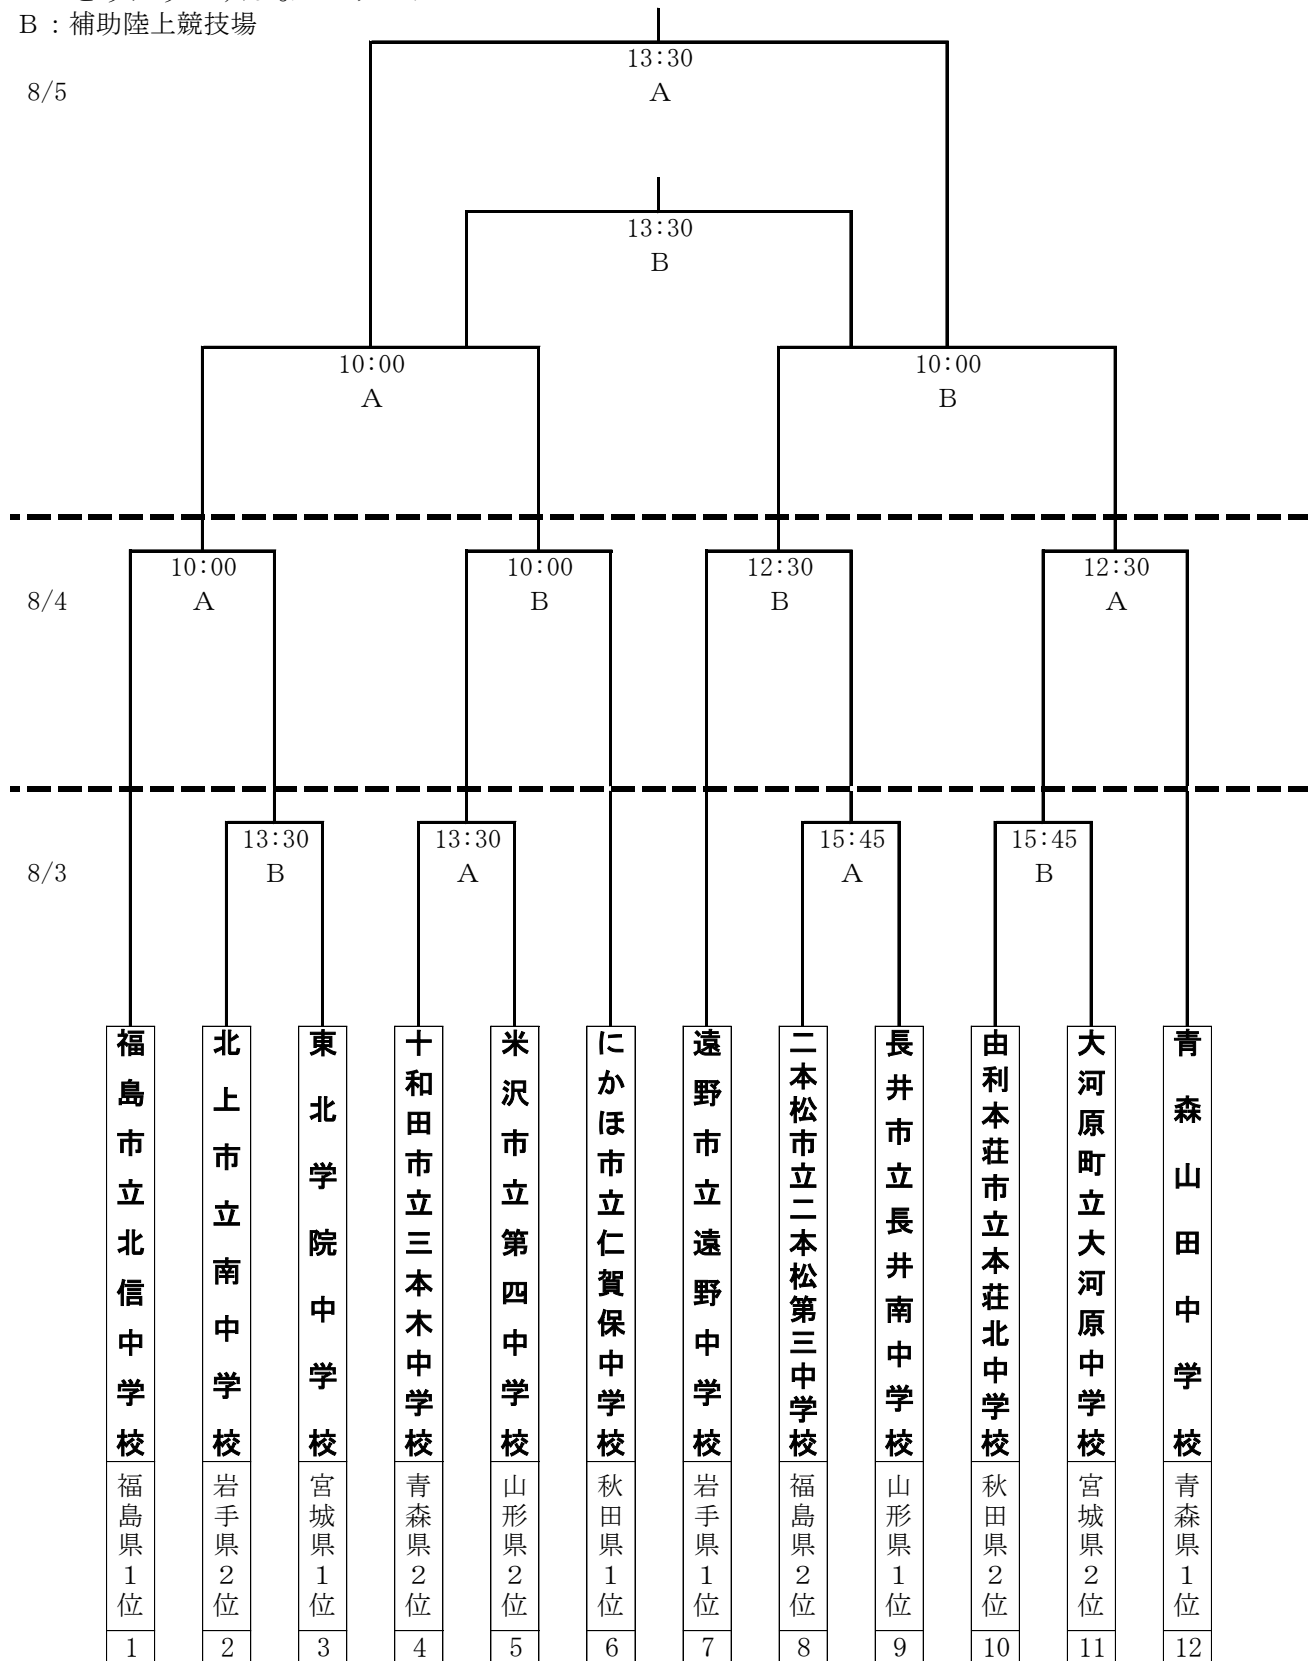 B：補助陸上競技場
13:30
8/5
A
13:30
B
10:00
10:00
A
B
10:00
10:00
12:30
12:30
8/4
A
B
B
A
13:30
13:30
15:45
15:45
8/3
B
A
A
B
福島市立北信中学校
北上市立南中学校
東北学院中学校
十和田市立三本木中学校
米沢市立第四中学校
にかほ市立仁賀保中学校
遠野市立遠野中学校
二本松市立二本松第三中学校
長井市立長井南中学校
由利本荘市立本荘北中学校
大河原町立大河原中学校
青森山田中学校
福島県1位
岩手県2位
宮城県1位
青森県2位
山形県2位
秋田県1位
岩手県1位
福島県2位
山形県1位
秋田県2位
宮城県2位
青森県1位
1
2
3
4
5
6
7
8
9
10
11
12